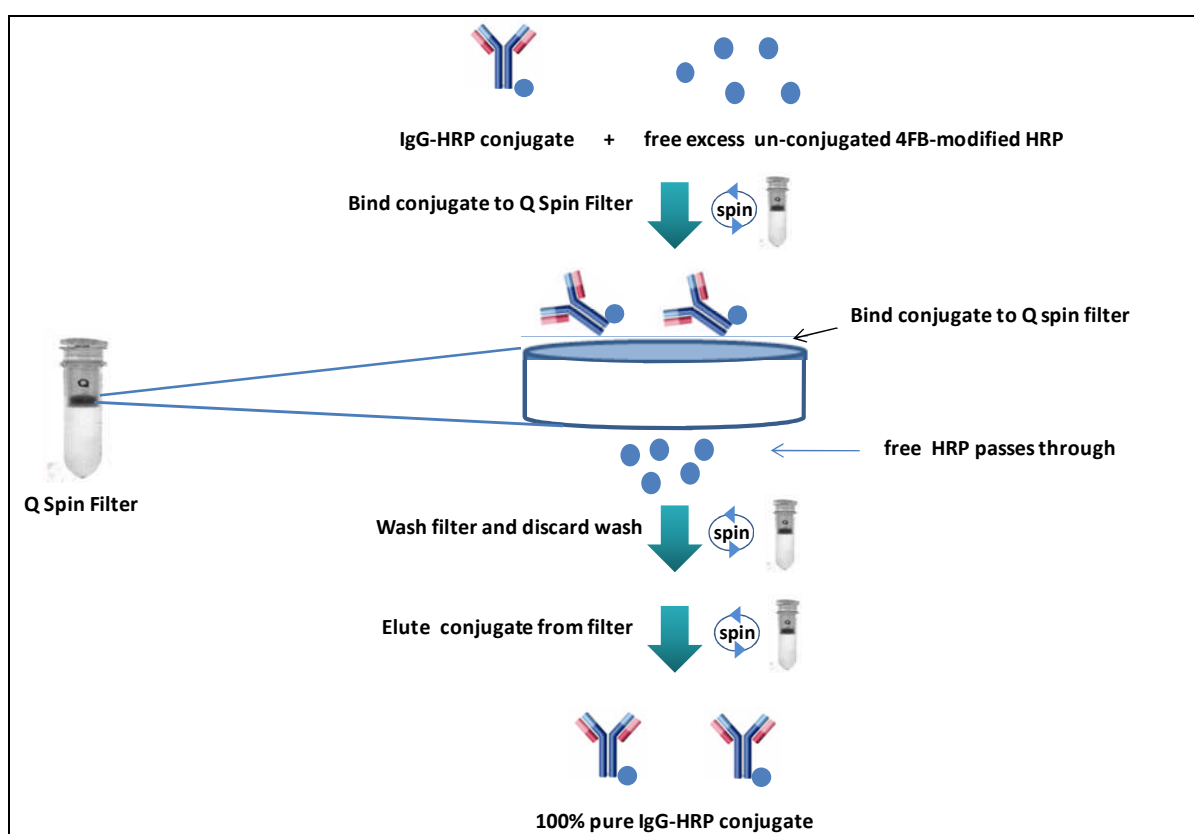 IgG-HRP conjugate + free excess un-conjugated 4FB-modified HRP
Bind conjugate to Q Spin Filter
spin
Q
Bind conjugate to Q spin filter
Q
free HRP passes through
Q Spin Filter
Wash filter and discard wash
spin
Q
Elute conjugate from filter
spin
Q
100% pure IgG-HRP conjugate